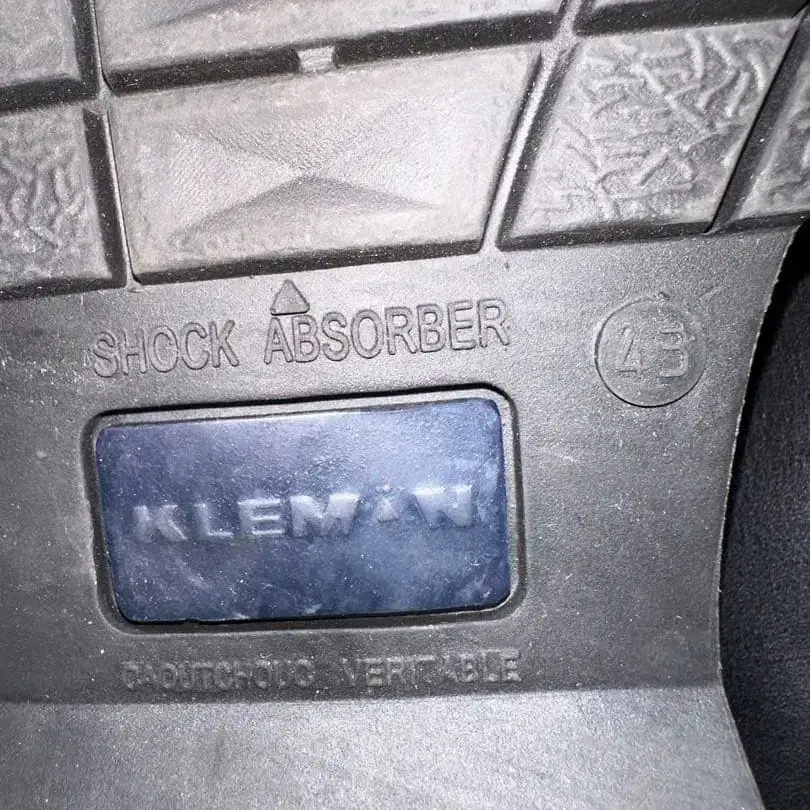 SHOCK ABSORBER
43
KLEMAN
CAOUTCHOUC VERITABLE